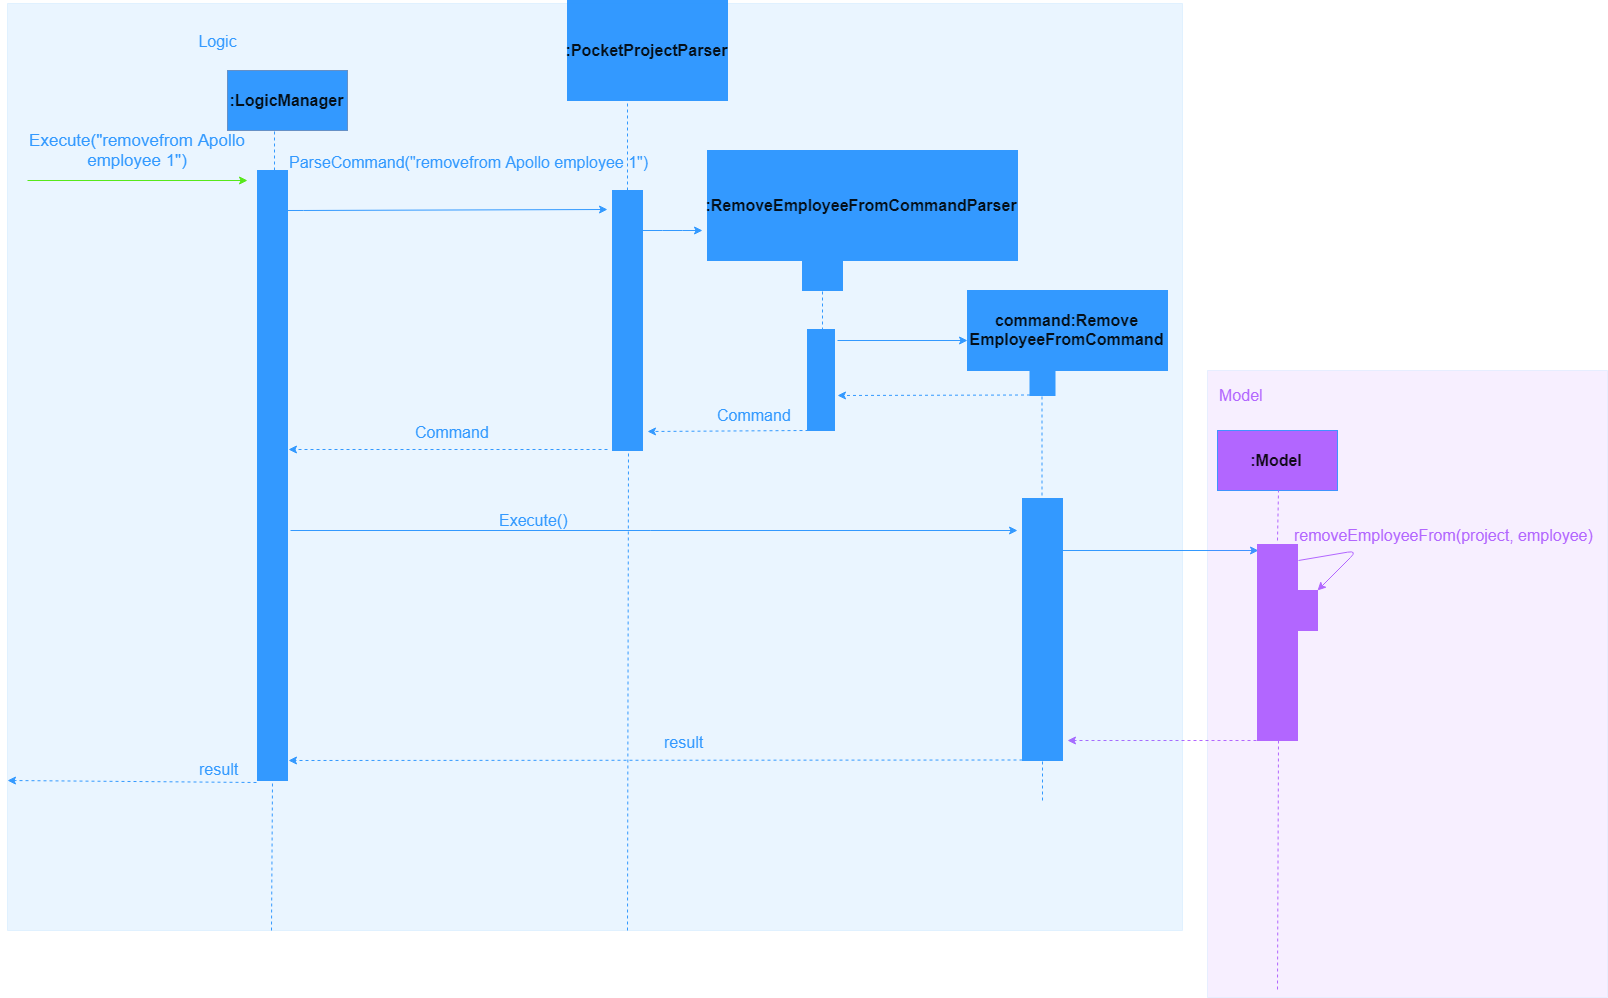 Logic
:PocketProjectParser
:LogicManager
Execute("removefrom Apollo
employee 1")
ParseCommand("removefrom Apollo employee 1")
:RemoveEmployeeFromCommandParser
command:Remove
EmployeeFromCommand
Model
Command
Command
:Model
Execute()
removeEmployeeFrom(project, employee)
result
result